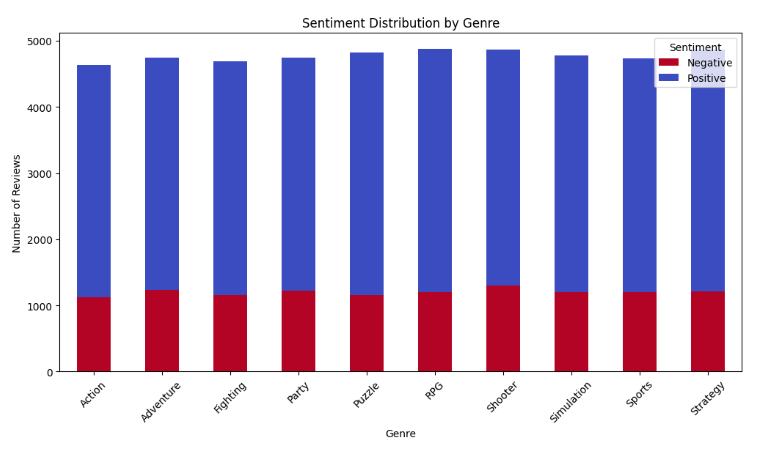 Sentiment Distribution by Genre
Number of Reviews
5000
4000
3000
2000
1000
0
Sentiment
Negative
Positive
Action
Adventure
Fighting
Party
Puzzle
RPG
Shooter
Simulation
Sports
Strategy
Genre